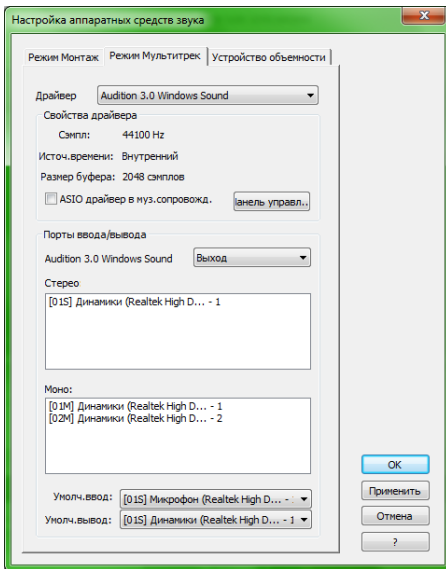 Настройка аппаратных средств звука
Режим Монтаж Режим Мультитрек Устройство объемности
Драйвер Audition 3.0 Windows Sound
Свойства драйвера
Сэмпл: 44100 Hz
Источ.времени: Внутренний
Размер буфера: 2048 сэмплов
ASIO драйвер в муз.сопровожд. Іанель управл..
Порты ввода/вывода
Audition 3.0 Windows Sound Выход
Стерео
[01S] Динамики (Realtek High D... - 1
Моно:
[01M] Динамики (Realtek High D... - 1
[02M] Динамики (Realtek High D... - 2
OK
Умолч.ввод: [01S] Микрофон (Realtek High D... -
Применить
Умолч.вывод: [01S] Динамики (Realtek High D... - 1
Отмена
?